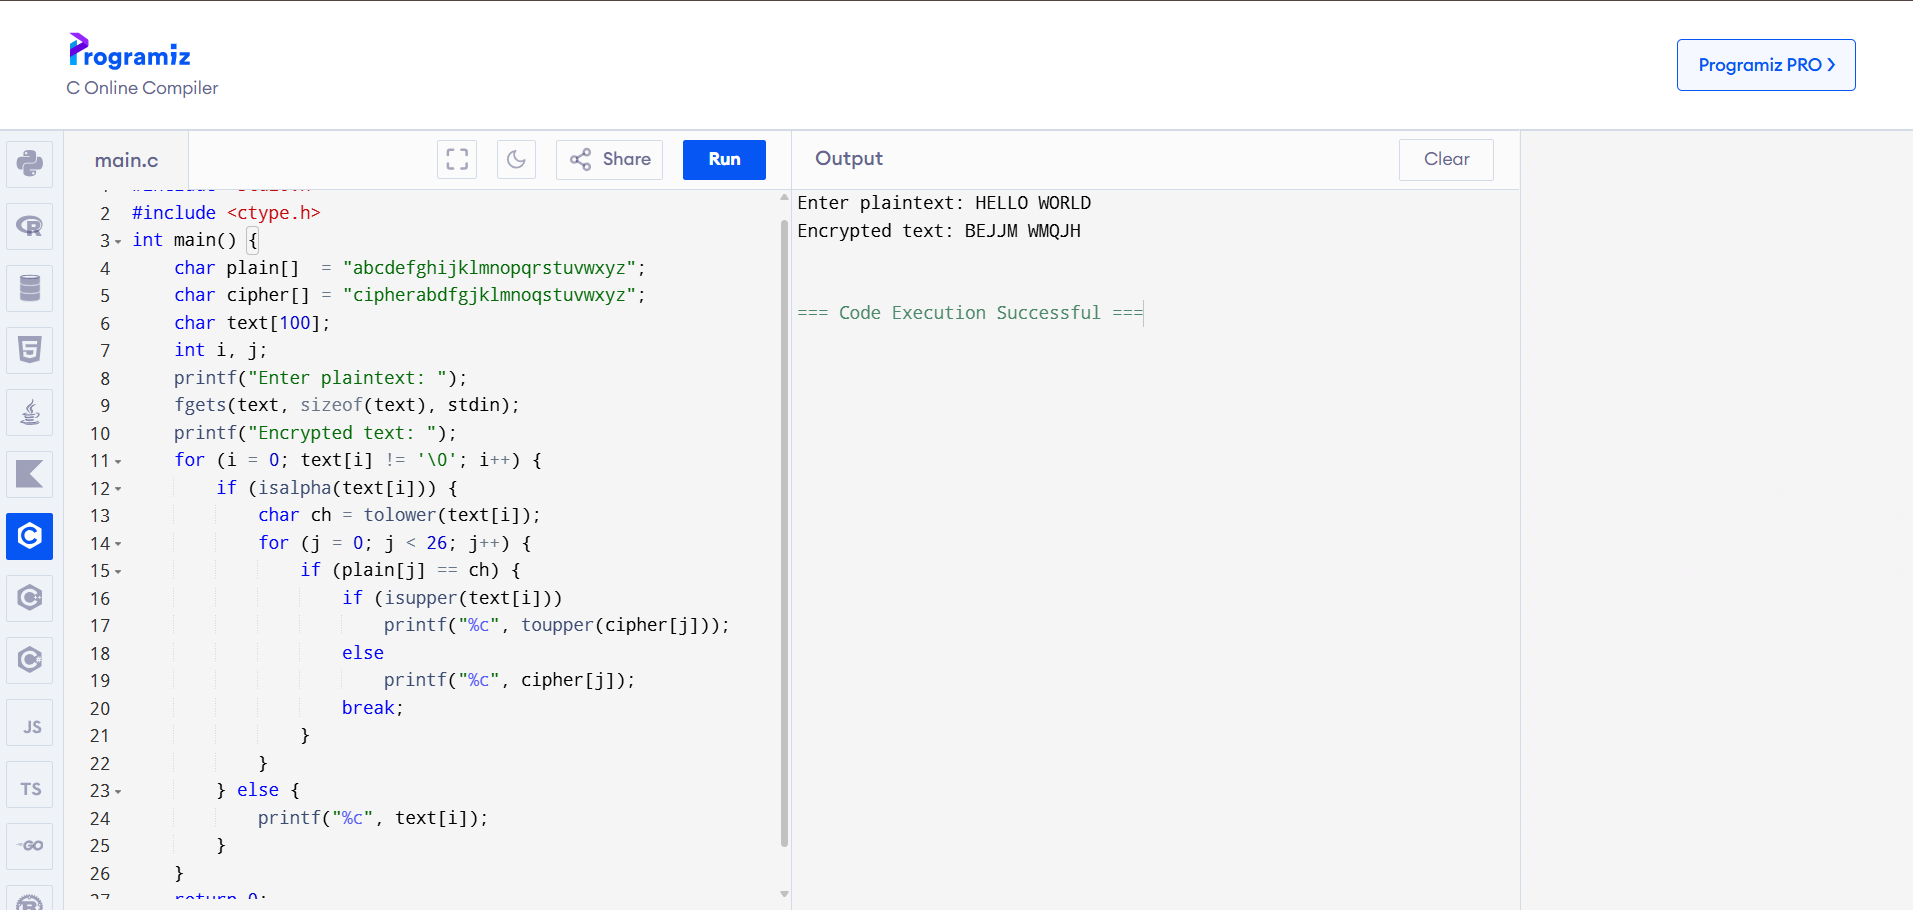 Programiz
C Online Compiler
Programiz PRO
main.c
Share
Run
Output
Clear
2 #include <ctype.h>
3 int main() {
4 char plain[]  = "abcdefghijklmnopqrstuvwxyz";
5 char cipher[] = "cipherabdfgjklmnoqstuvwxyz";
6 char text[100];
7 int i, j;
8 printf("Enter plaintext: ");
9 fgets(text, sizeof(text), stdin);
10 printf("Encrypted text: ");
11 for (i = 0; text[i] != '\0'; i++) {
12 if (isalpha(text[i])) {
13 char ch = tolower(text[i]);
14 for (j = 0; j < 26; j++) {
15 if (plain[j] == ch) {
16 if (isupper(text[i]))
17 printf("%c", toupper(cipher[j]));
18 else
19 printf("%c", cipher[j]);
20 break;
21 }
22 }
23 } else {
24 printf("%c", text[i]);
25 }
26 }
27 return 0;
Enter plaintext: HELLO WORLD
Encrypted text: BEJJM WMQJH
=== Code Execution Successful ===
JS
TS
GO